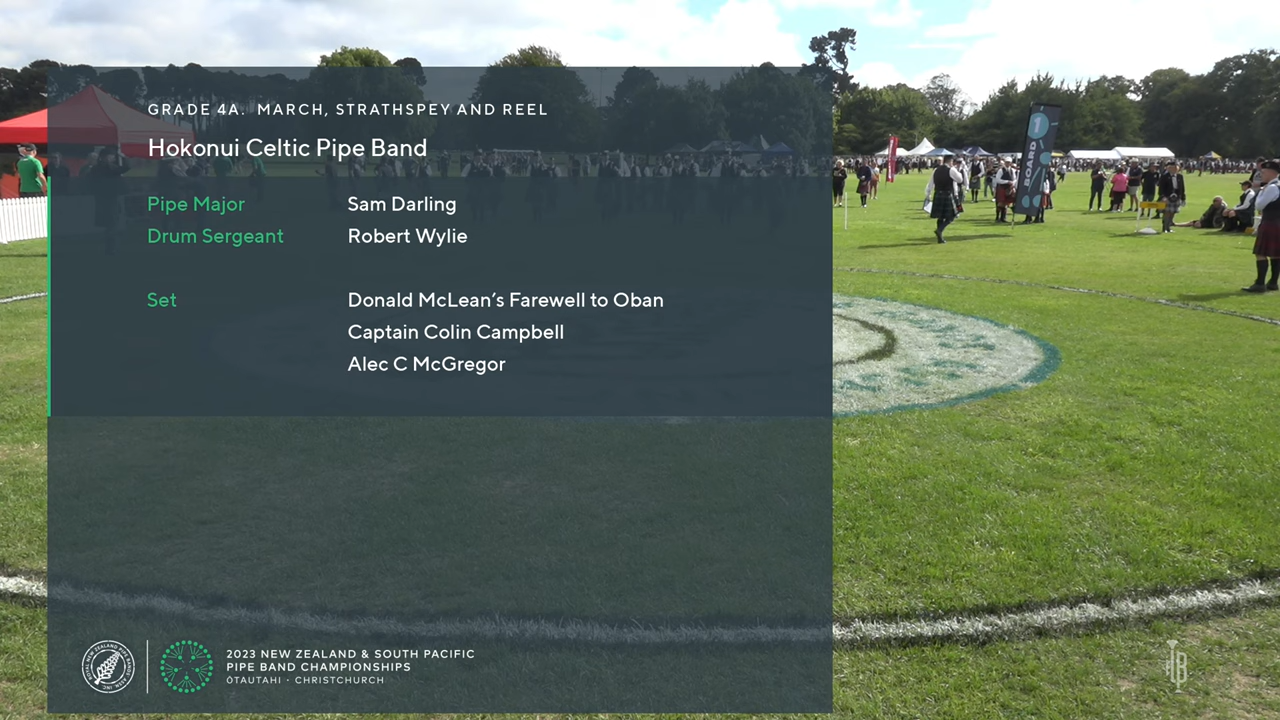 GRADE 4A. MARCH, STRATHSPEY AND REEL
Hokonui Celtic Pipe Band
Pipe Major Sam Darling
Drum Sergeant Robert Wylie
Set Donald McLean’s Farewell to Oban
Captain Colin Campbell
Alec C McGregor
BOARD 1
2023 NEW ZEALAND & SOUTH PACIFIC
PIPE BAND CHAMPIONSHIPS
ŌTAUTAHI · CHRISTCHURCH